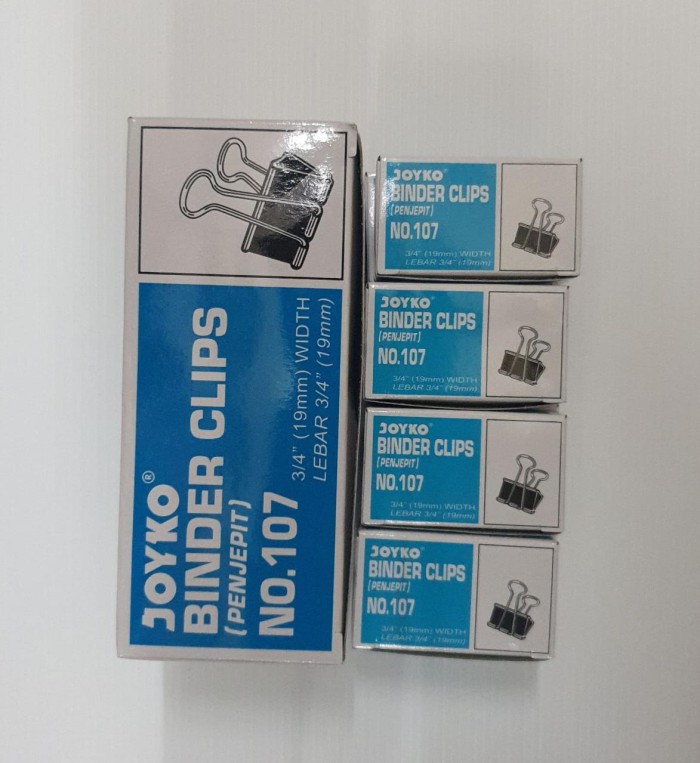 JOYKO®
BINDER CLIPS
(PENJEPIT)
NO.107
3/4" (19mm) WIDTH
LEBAR 3/4" (19mm)
JOYKO®
BINDER CLIPS
(PENJEPIT)
NO.107
3/4" (19mm) WIDTH
LEBAR 3/4" (19mm)
JOYKO®
BINDER CLIPS
(PENJEPIT)
NO.107
3/4" (19mm) WIDTH
LEBAR 3/4" (19mm)
JOYKO®
BINDER CLIPS
(PENJEPIT)
NO.107
3/4" (19mm) WIDTH
LEBAR 3/4" (19mm)
JOYKO®
BINDER CLIPS
(PENJEPIT)
NO.107
3/4" (19mm) WIDTH
LEBAR 3/4" (19mm)